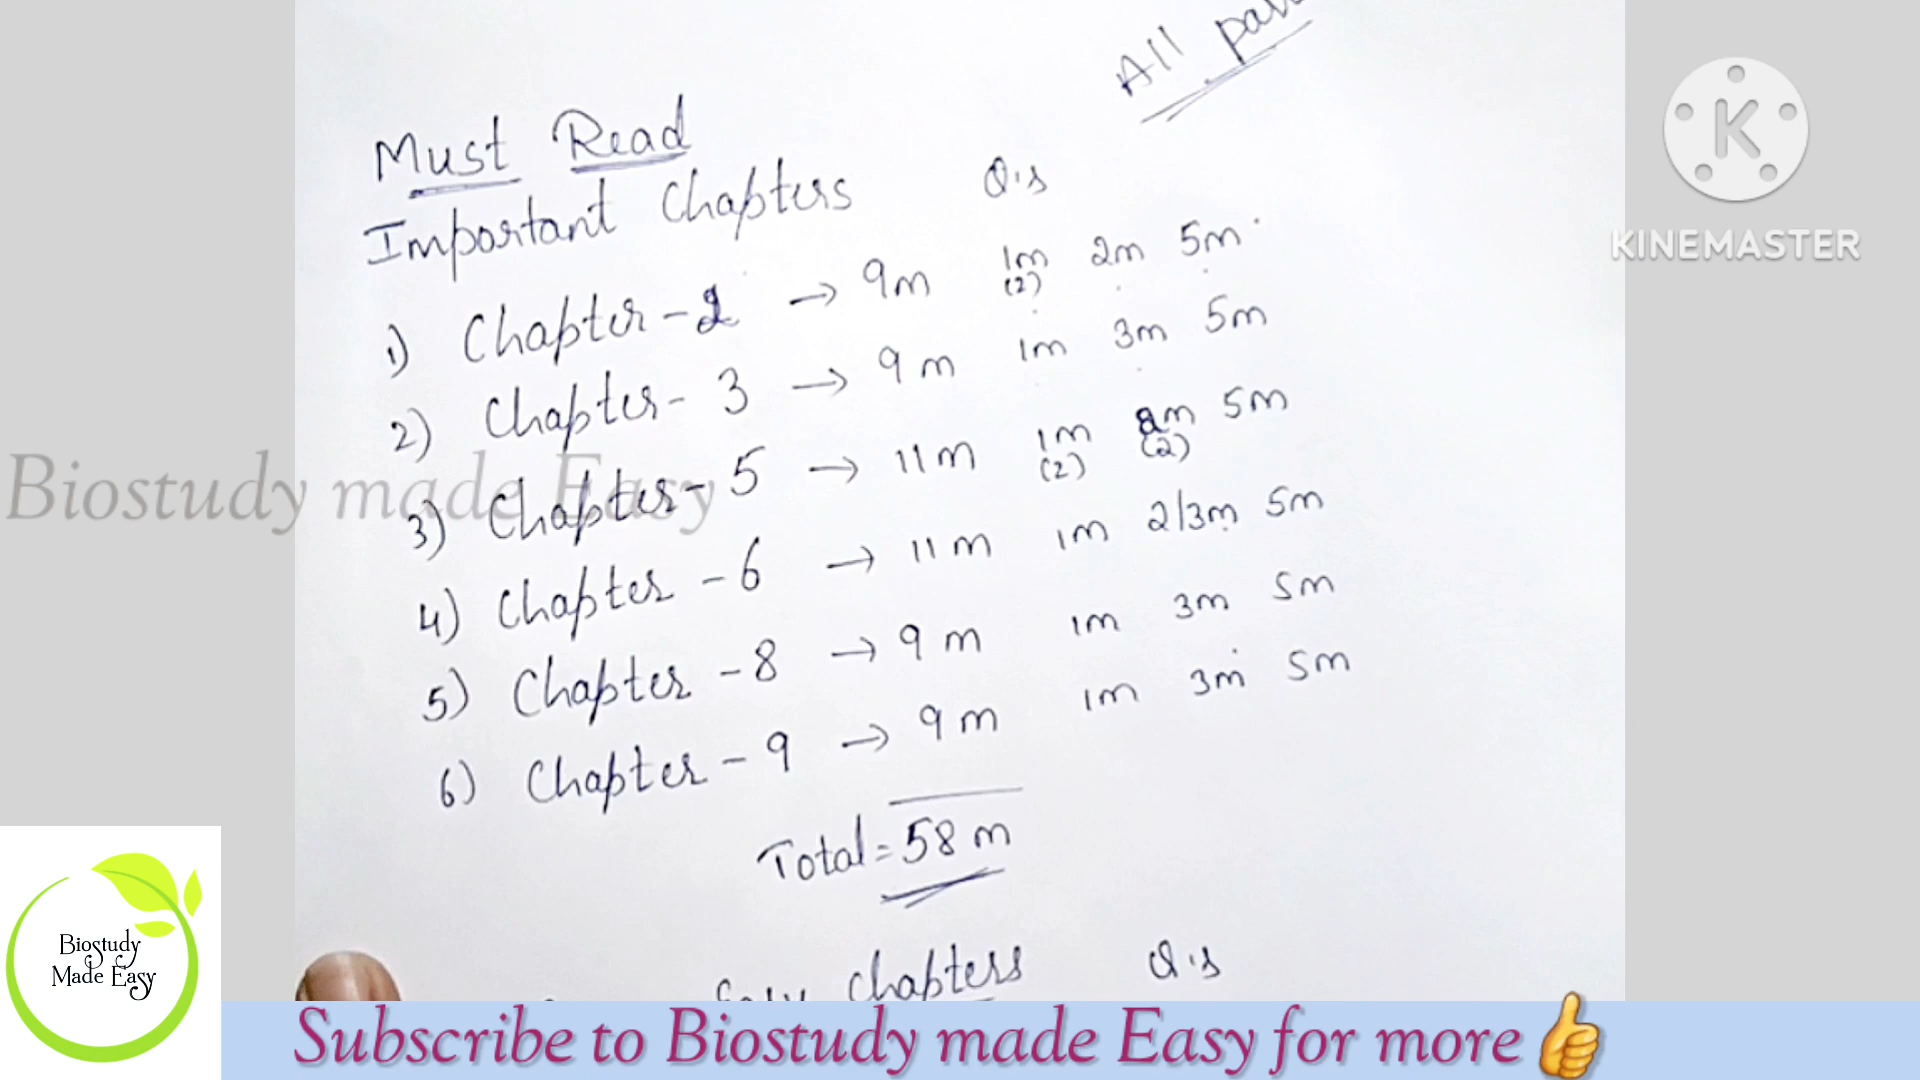 All
Must Read
Important Chapters Q.s
1) Chapter-2 → 9m 1m (2) 2m 5m
2) Chapter- 3 → 9m 1m 3m 5m
3) Chapter- 5 → 11m 1m (2) 2m (2) 5m
4) Chapter -6 → 11m 1m 2/3m 5m
5) Chapter -8 → 9m 1m 3m 5m
6) Chapter -9 → 9m 1m 3m 5m
Total = 58m
Chapters Q.s
K
KINEMASTER
Biostudy made Easy
Biostudy
Made Easy
Subscribe to Biostudy made Easy for more